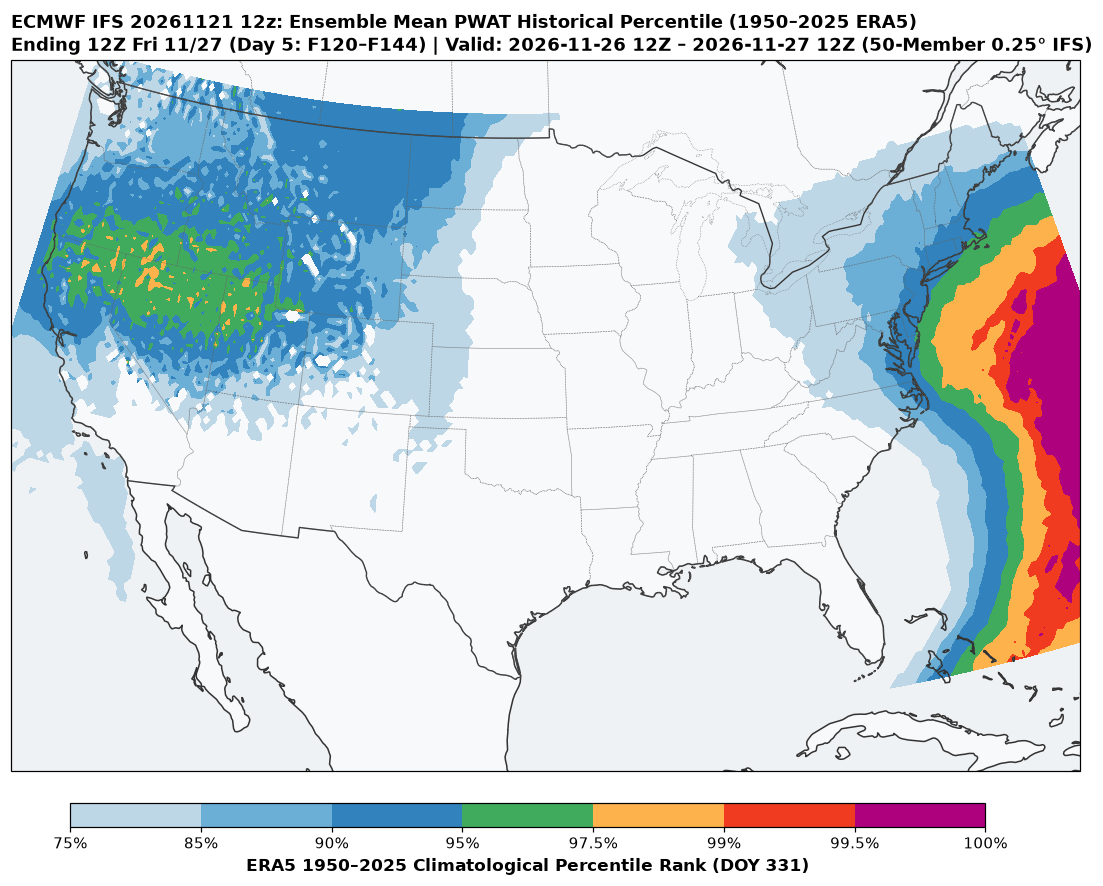 ECMWF IFS 20261121 12z: Ensemble Mean PWAT Historical Percentile (1950–2025 ERA5)
Ending 12Z Fri 11/27 (Day 5: F120–F144) | Valid: 2026-11-26 12Z – 2026-11-27 12Z (50-Member 0.25° IFS)
75% 85% 90% 95% 97.5% 99% 99.5% 100%
ERA5 1950–2025 Climatological Percentile Rank (DOY 331)